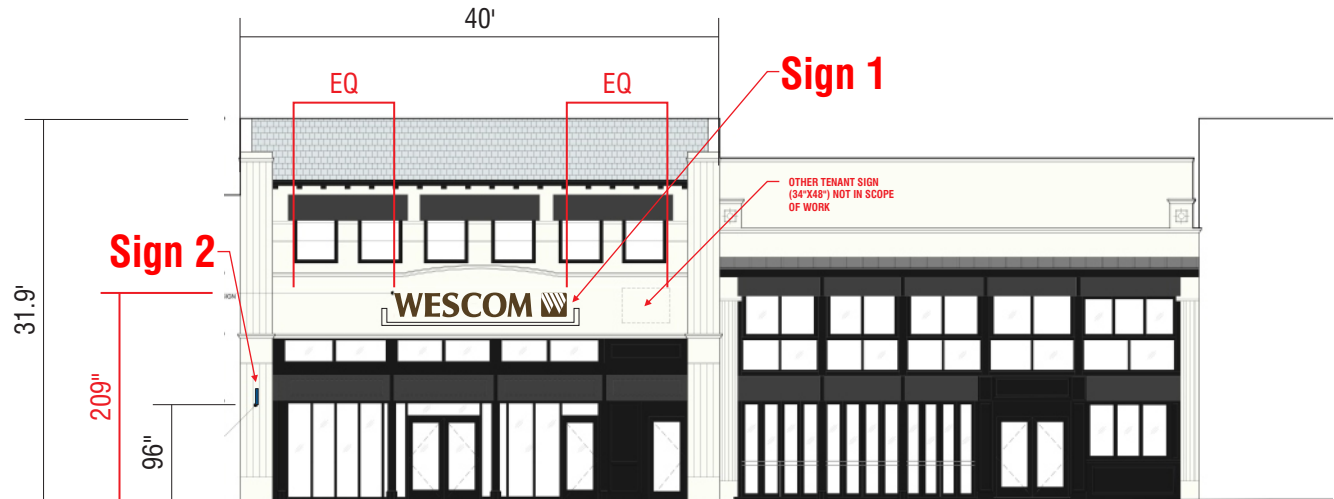 40'
EQ
EQ
Sign 1
OTHER TENANT SIGN
(34"X48") NOT IN SCOPE
OF WORK
Sign 2
WESCOM
31.9'
209"
96"